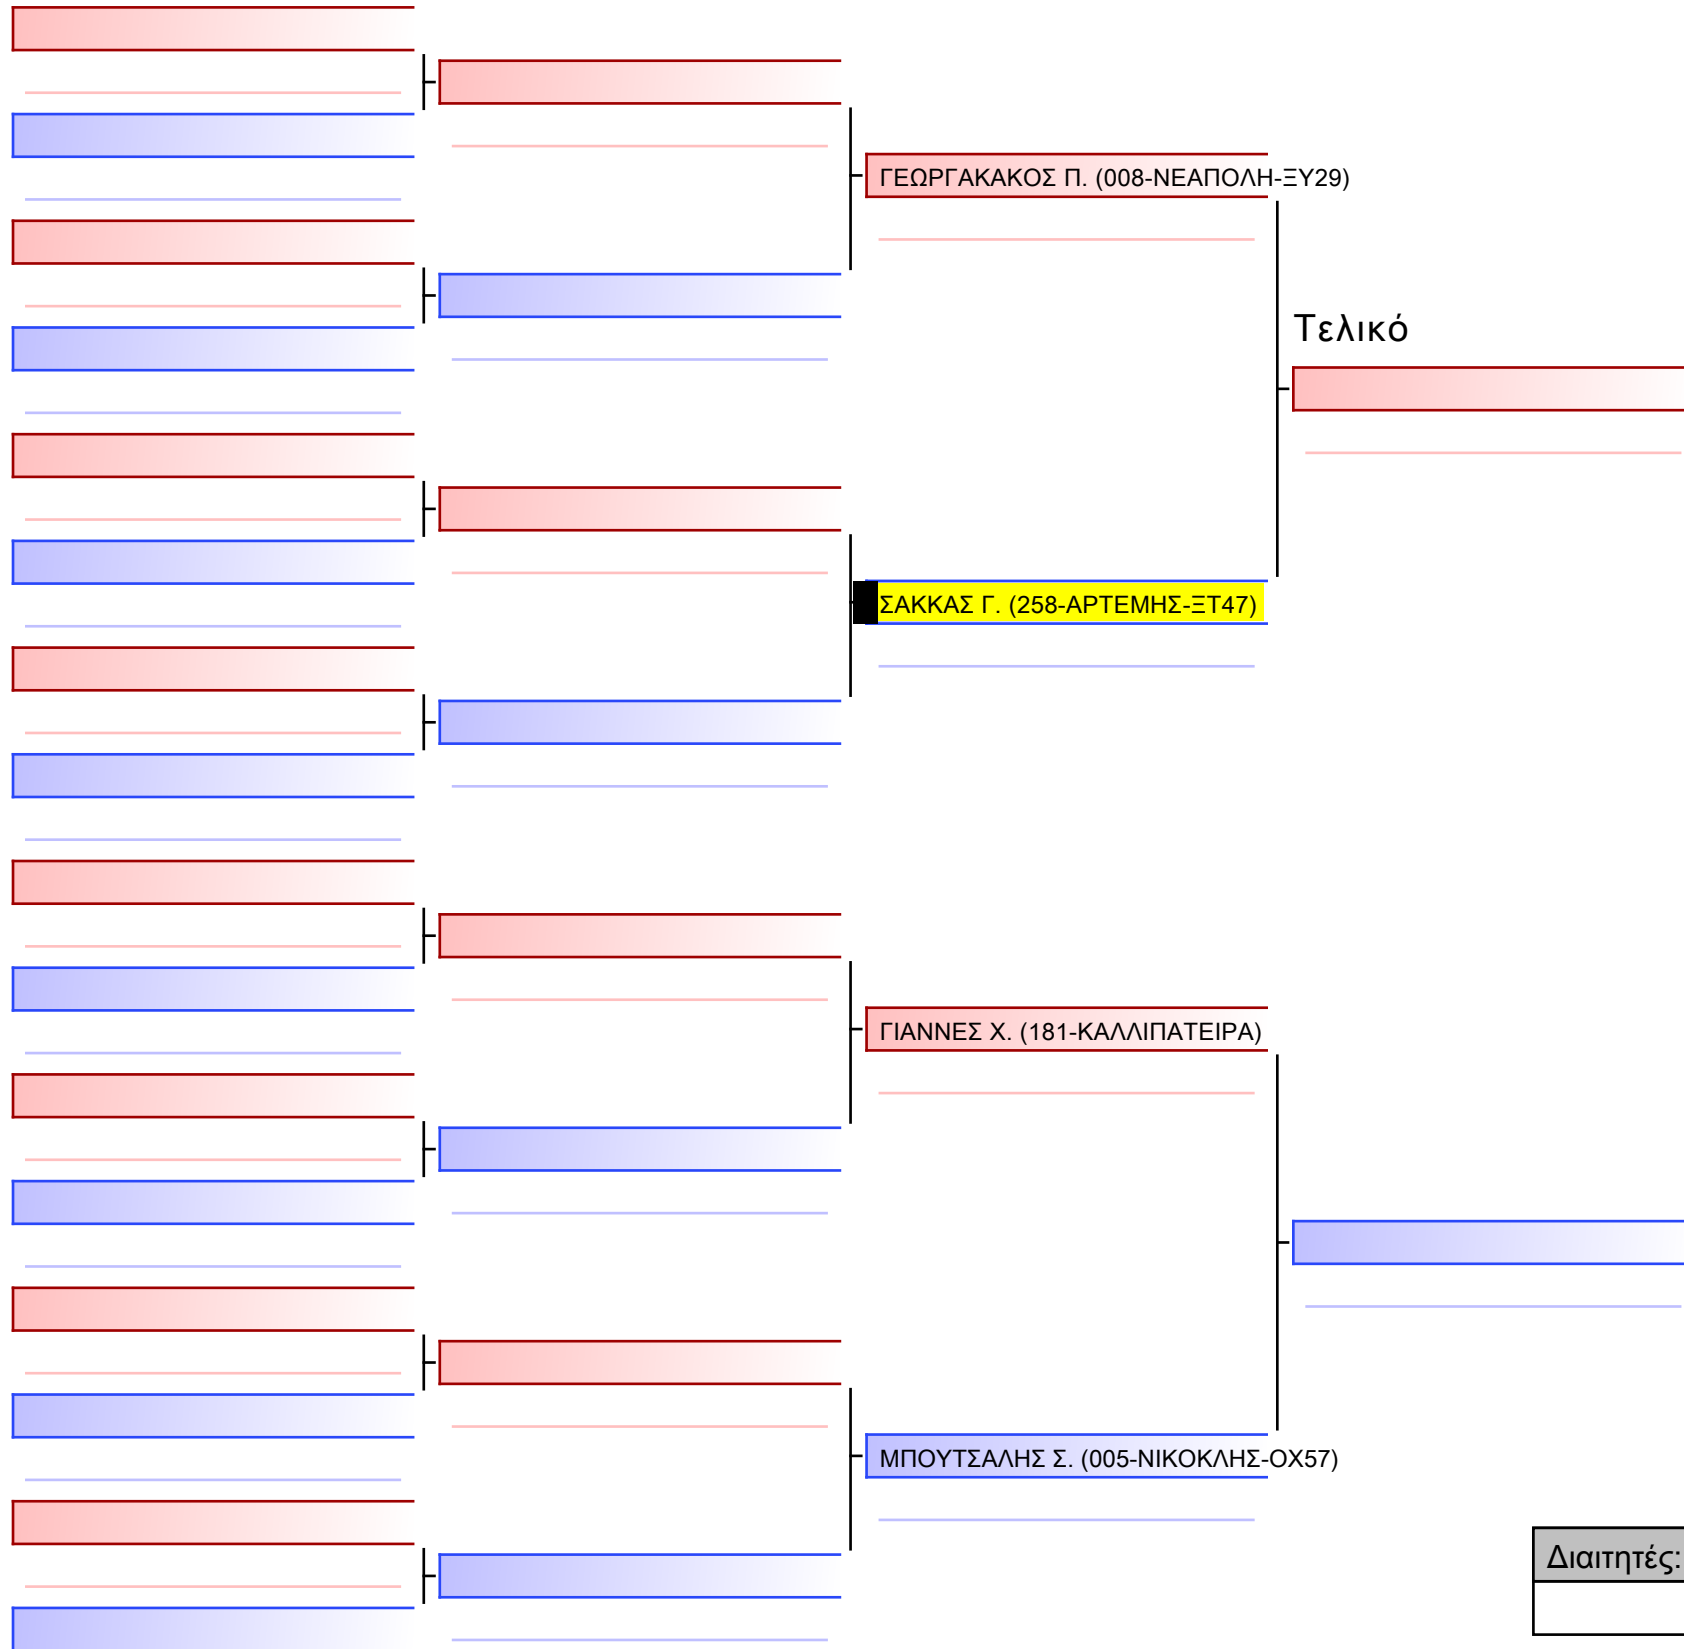 ΓΕΩΡΓΑΚΑΚΟΣ Π. (008-ΝΕΑΠΟΛΗ-ΞΥ29)
Τελικό
ΣΑΚΚΑΣ Γ. (258-ΑΡΤΕΜΗΣ-ΞΤ47)
ΓΙΑΝΝΕΣ Χ. (181-ΚΑΛΛΙΠΑΤΕΙΡΑ)
ΜΠΟΥΤΣΑΛΗΣ Σ. (005-ΝΙΚΟΚΛΗΣ-ΟΧ57)
Διαιτητές: